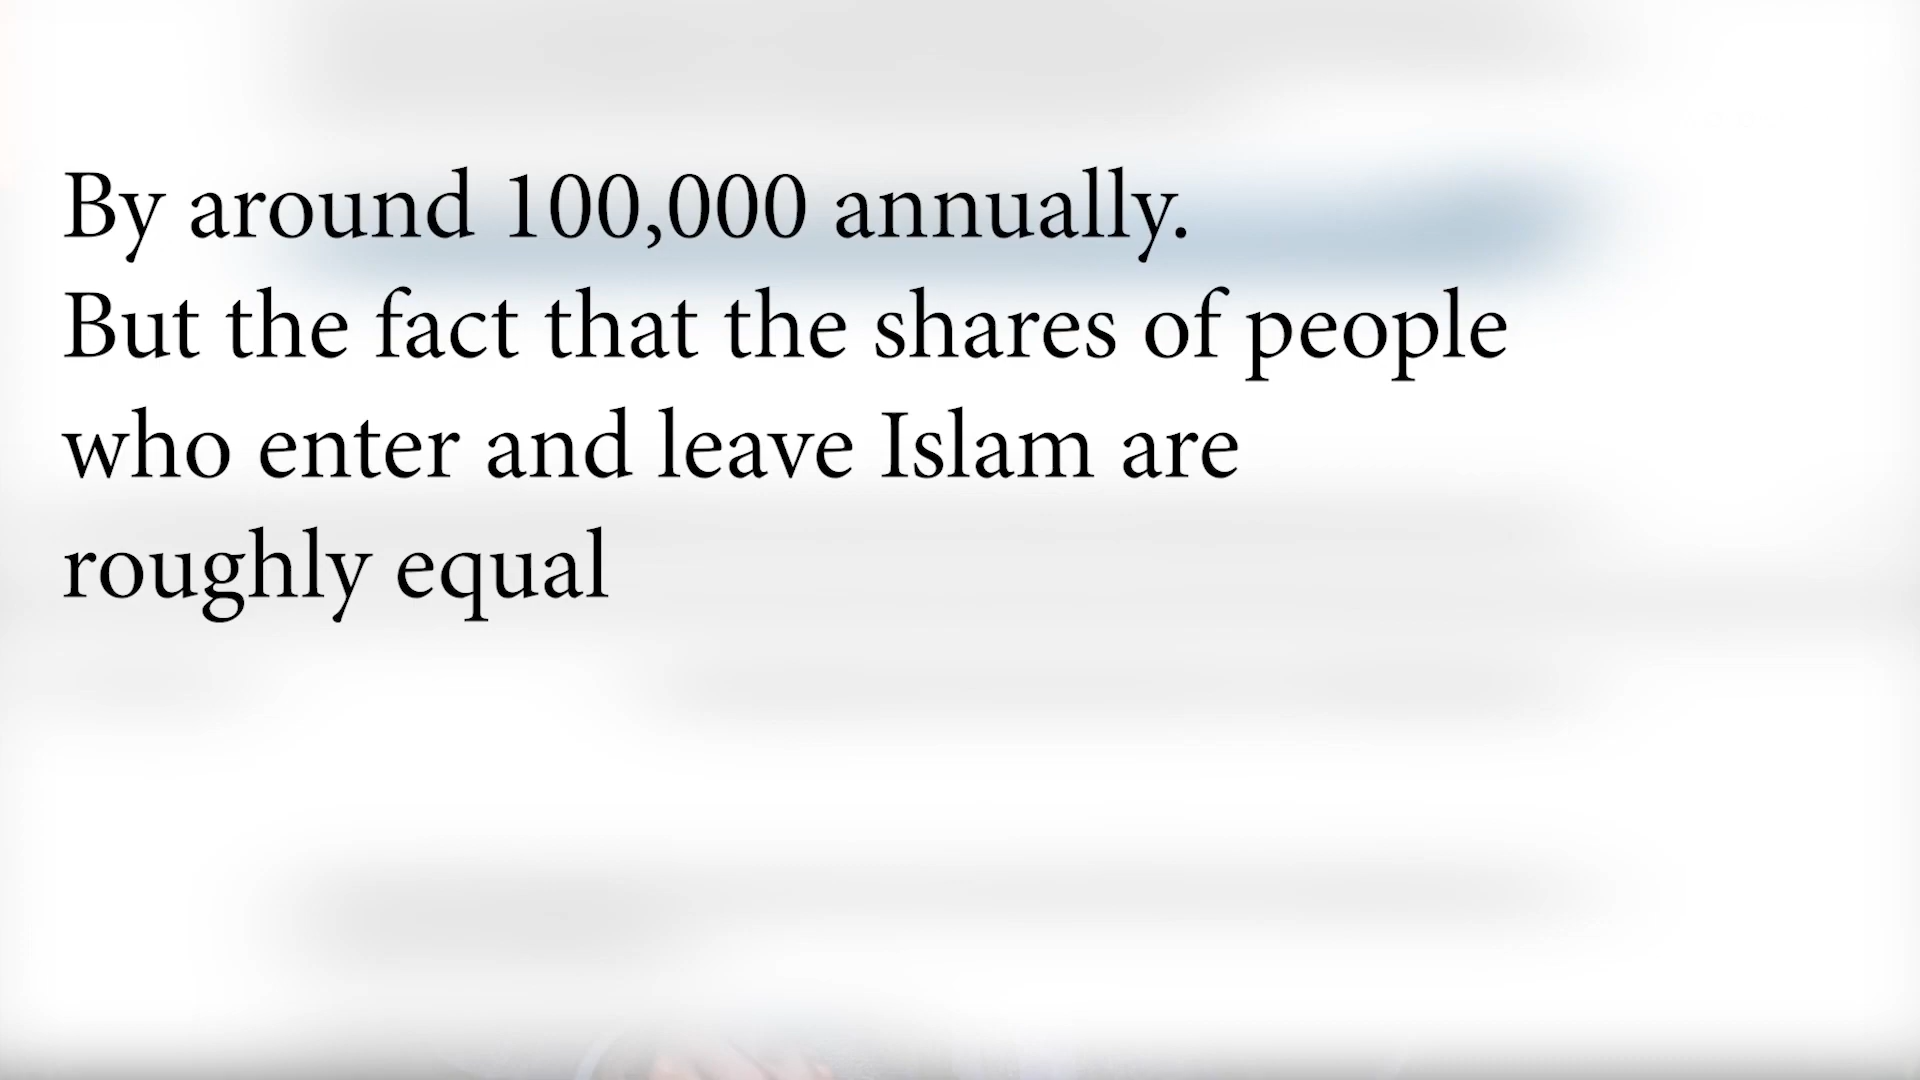 By around 100,000 annually.
But the fact that the shares of people
who enter and leave Islam are
roughly equal